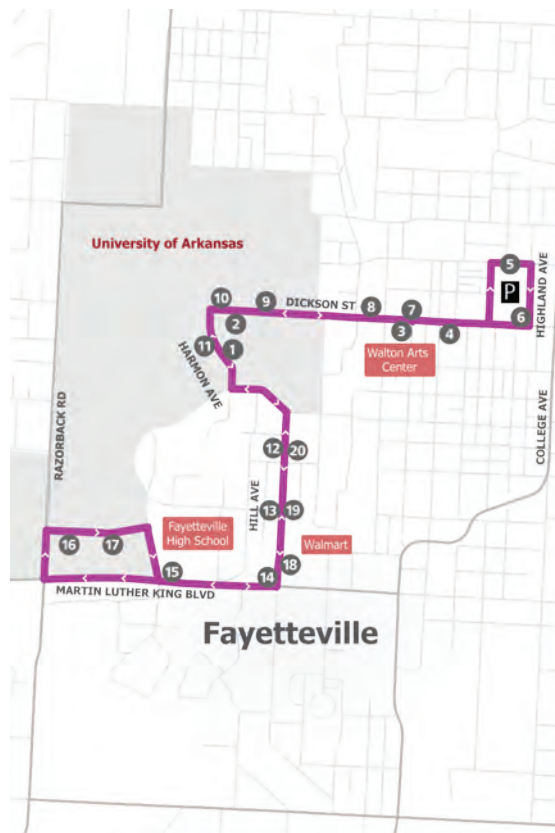 University of Arkansas
5
P
HIGHLAND AVE
10
9
DICKSON ST
8
7
6
2
3
4
11
1
Walton Arts
Center
HARMON AVE
RAZORBACK RD
COLLEGE AVE
12
20
HILL AVE
13
19
Fayetteville
High School
16
17
Walmart
18
15
14
MARTIN LUTHER KING BLVD
Fayetteville